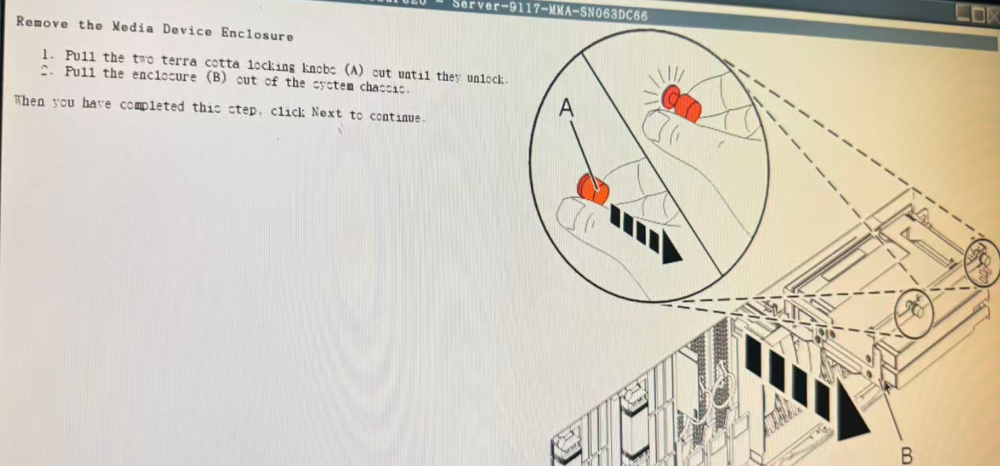 - Server-9117-MMA-SN063DC66
Remove the Media Device Enclosure
1. Pull the two terra cotta locking knobs (A) out until they unlock.
2. Pull the enclosure (B) out of the system chassis.
When you have completed this step, click Next to continue.
A
B